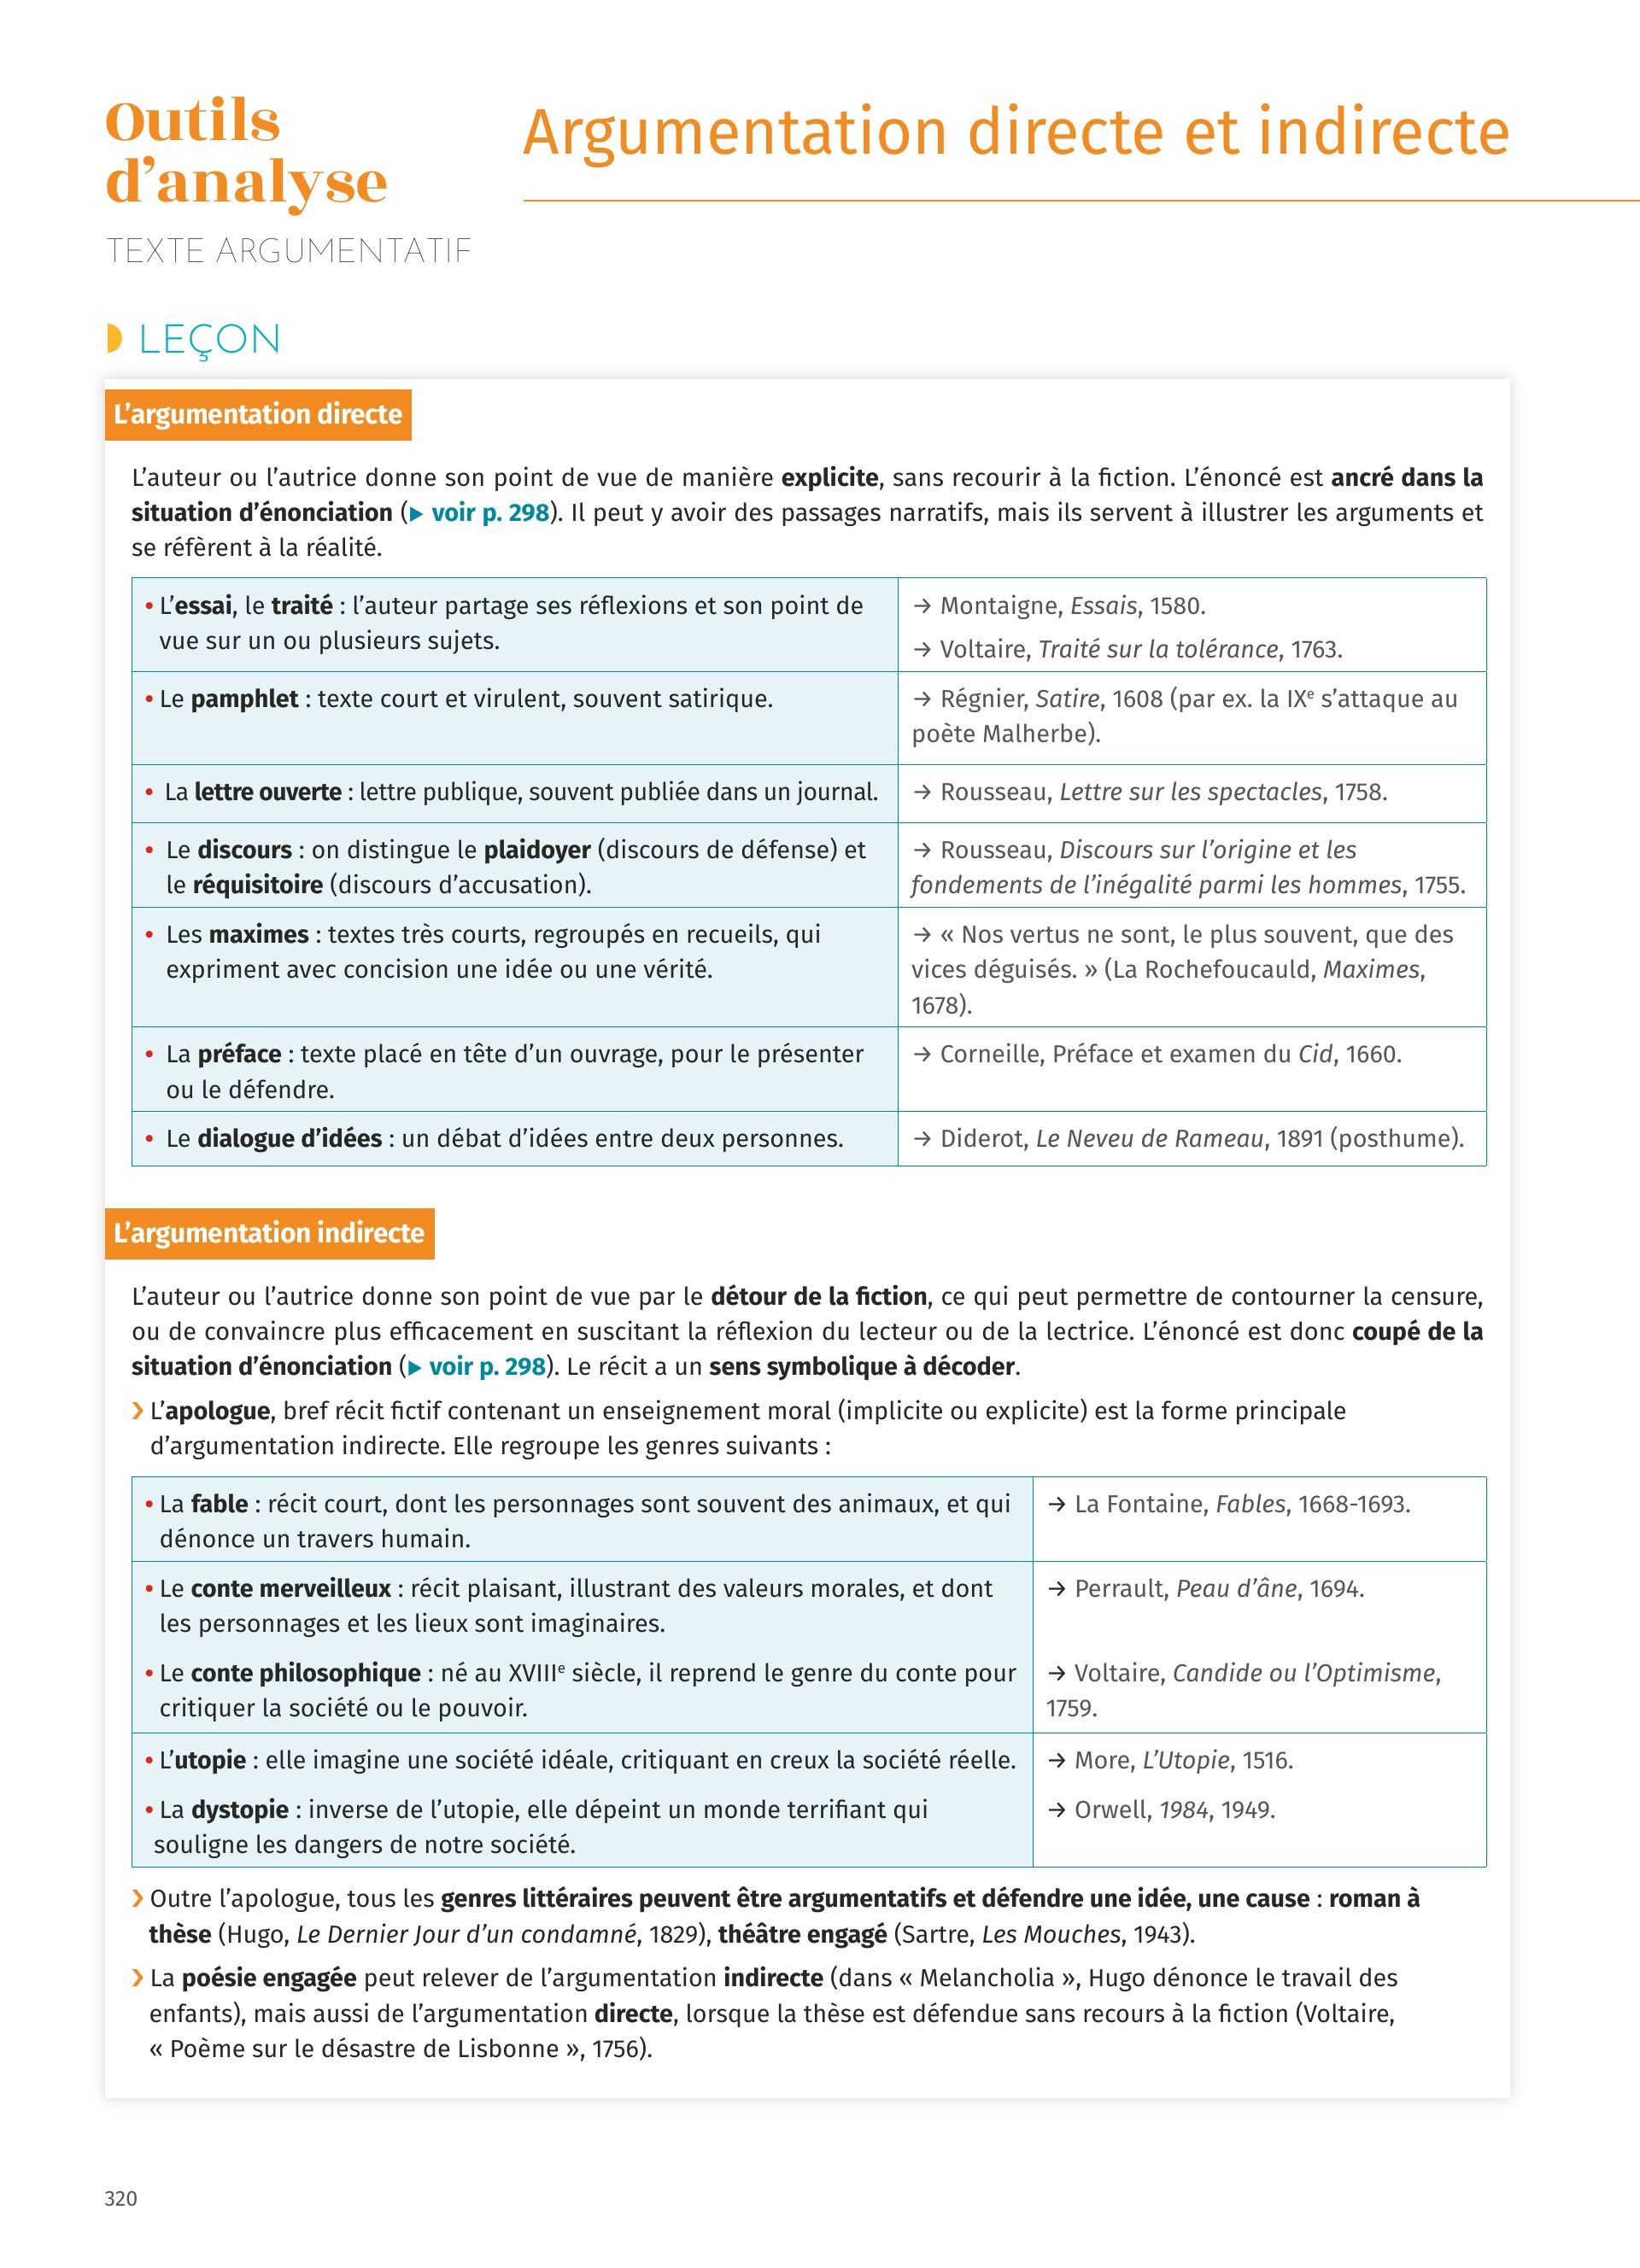 Outils
d’analyse
TEXTE ARGUMENTATIF
Argumentation directe et indirecte
LEÇON
L’argumentation directe
L’auteur ou l’autrice donne son point de vue de manière explicite, sans recourir à la fiction. L’énoncé est ancré dans la
situation d’énonciation (▶ voir p. 298). Il peut y avoir des passages narratifs, mais ils servent à illustrer les arguments et
se réfèrent à la réalité.
• L’essai, le traité : l’auteur partage ses réflexions et son point de
vue sur un ou plusieurs sujets.
→ Montaigne, Essais, 1580.
→ Voltaire, Traité sur la tolérance, 1763.
• Le pamphlet : texte court et virulent, souvent satirique.
→ Régnier, Satire, 1608 (par ex. la IXe s’attaque au
poète Malherbe).
• La lettre ouverte : lettre publique, souvent publiée dans un journal.
→ Rousseau, Lettre sur les spectacles, 1758.
• Le discours : on distingue le plaidoyer (discours de défense) et
le réquisitoire (discours d’accusation).
→ Rousseau, Discours sur l’origine et les
fondements de l’inégalité parmi les hommes, 1755.
• Les maximes : textes très courts, regroupés en recueils, qui
expriment avec concision une idée ou une vérité.
→ « Nos vertus ne sont, le plus souvent, que des
vices déguisés. » (La Rochefoucauld, Maximes,
1678).
• La préface : texte placé en tête d’un ouvrage, pour le présenter
ou le défendre.
→ Corneille, Préface et examen du Cid, 1660.
• Le dialogue d’idées : un débat d’idées entre deux personnes.
→ Diderot, Le Neveu de Rameau, 1891 (posthume).
L’argumentation indirecte
L’auteur ou l’autrice donne son point de vue par le détour de la fiction, ce qui peut permettre de contourner la censure,
ou de convaincre plus efficacement en suscitant la réflexion du lecteur ou de la lectrice. L’énoncé est donc coupé de la
situation d’énonciation (▶ voir p. 298). Le récit a un sens symbolique à décoder.
› L’apologue, bref récit fictif contenant un enseignement moral (implicite ou explicite) est la forme principale
d’argumentation indirecte. Elle regroupe les genres suivants :
• La fable : récit court, dont les personnages sont souvent des animaux, et qui
dénonce un travers humain.
→ La Fontaine, Fables, 1668-1693.
• Le conte merveilleux : récit plaisant, illustrant des valeurs morales, et dont
les personnages et les lieux sont imaginaires.
→ Perrault, Peau d’âne, 1694.
• Le conte philosophique : né au XVIIIe siècle, il reprend le genre du conte pour
critiquer la société ou le pouvoir.
→ Voltaire, Candide ou l’Optimisme,
1759.
• L’utopie : elle imagine une société idéale, critiquant en creux la société réelle.
→ More, L’Utopie, 1516.
• La dystopie : inverse de l’utopie, elle dépeint un monde terrifiant qui
souligne les dangers de notre société.
→ Orwell, 1984, 1949.
› Outre l’apologue, tous les genres littéraires peuvent être argumentatifs et défendre une idée, une cause : roman à
thèse (Hugo, Le Dernier Jour d’un condamné, 1829), théâtre engagé (Sartre, Les Mouches, 1943).
› La poésie engagée peut relever de l’argumentation indirecte (dans « Melancholia », Hugo dénonce le travail des
enfants), mais aussi de l’argumentation directe, lorsque la thèse est défendue sans recours à la fiction (Voltaire,
« Poème sur le désastre de Lisbonne », 1756).
320